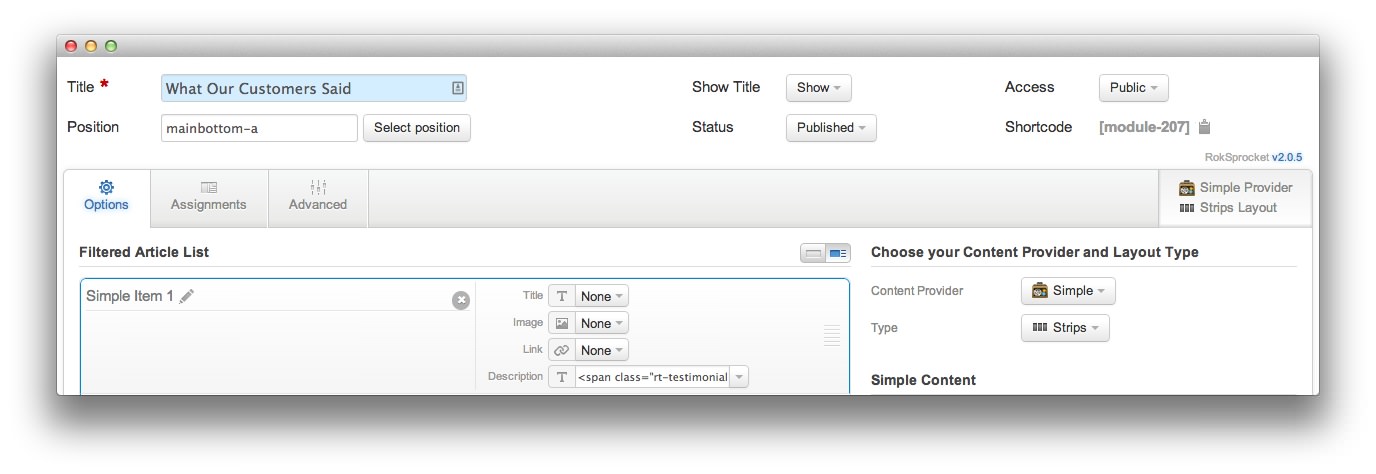 Title * What Our Customers Said Show Title Show Access Public
Position mainbottom-a Select position Status Published Shortcode [module-207]
RokSprocket v2.0.5
Options Assignments Advanced Simple Provider
Strips Layout
Filtered Article List Choose your Content Provider and Layout Type
Simple Item 1 Title T None Content Provider Simple
Image None
Link None Type Strips
Description T <span class="rt-testimonial
Simple Content